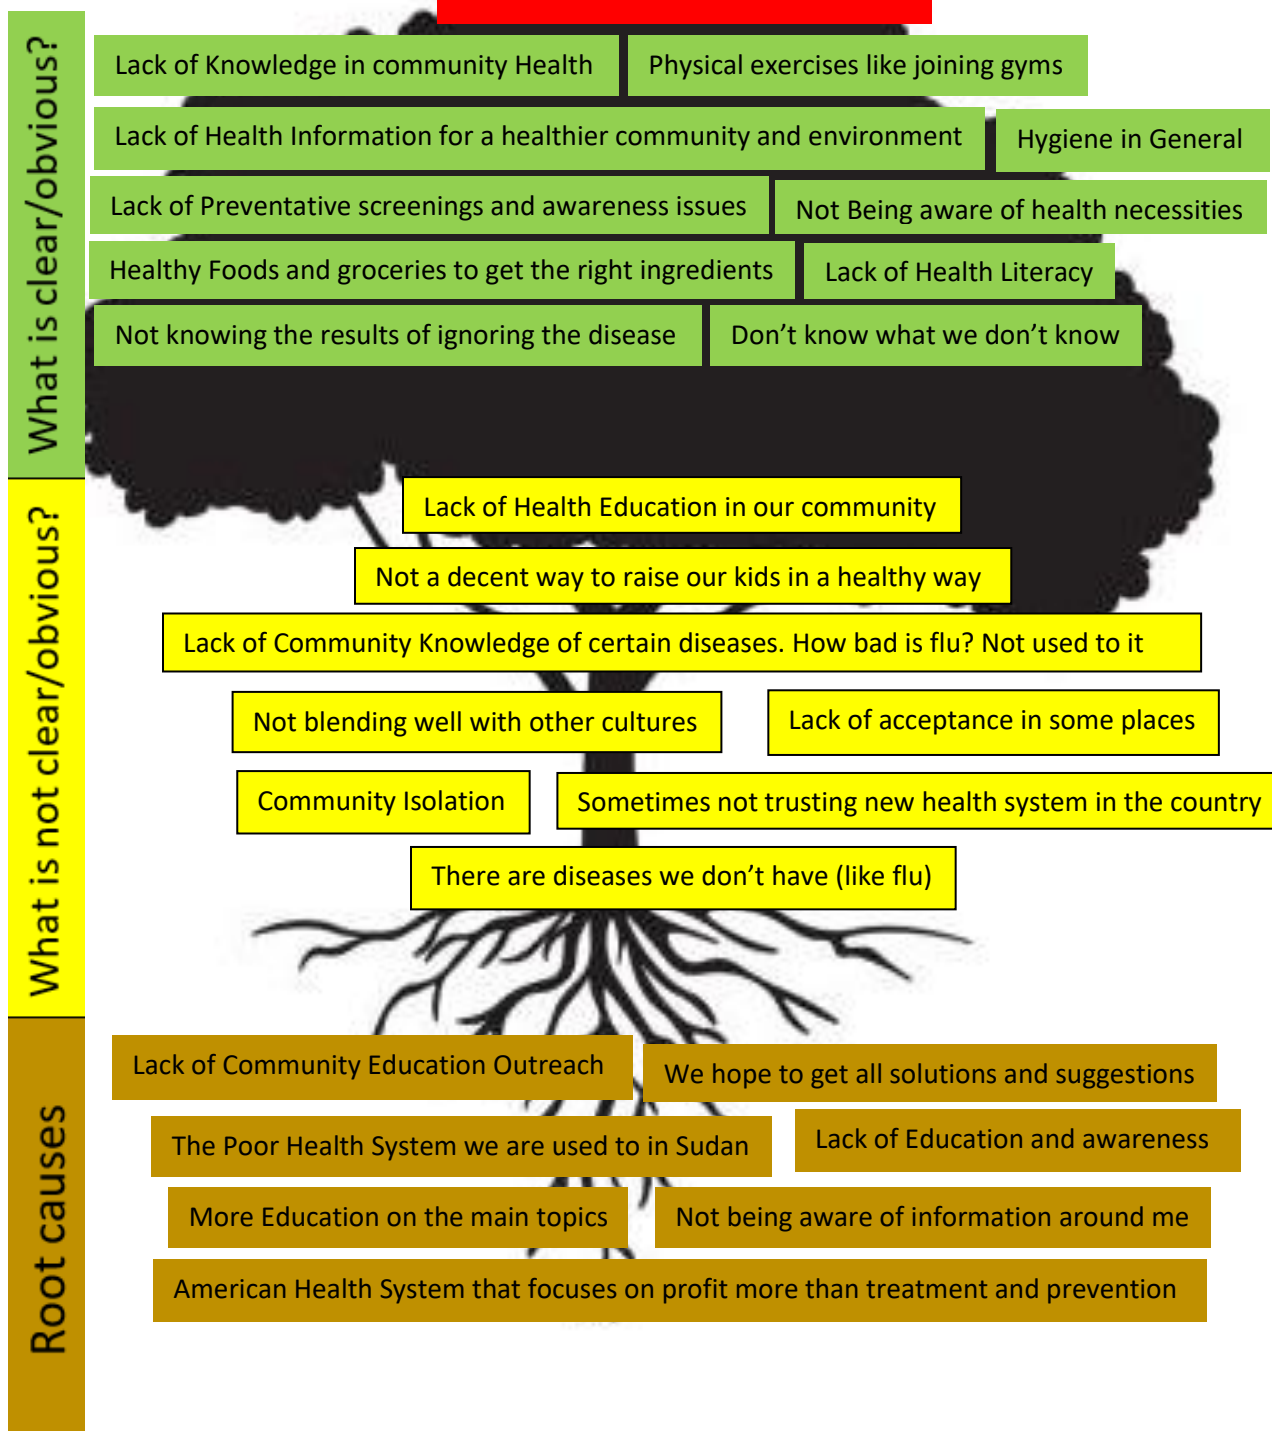 What is clear/obvious?
Lack of Knowledge in community Health
Physical exercises like joining gyms
Lack of Health Information for a healthier community and environment
Hygiene in General
Lack of Preventative screenings and awareness issues
Not Being aware of health necessities
Healthy Foods and groceries to get the right ingredients
Lack of Health Literacy
Not knowing the results of ignoring the disease
Don’t know what we don’t know
What is not clear/obvious?
Lack of Health Education in our community
Not a decent way to raise our kids in a healthy way
Lack of Community Knowledge of certain diseases. How bad is flu? Not used to it
Not blending well with other cultures
Lack of acceptance in some places
Community Isolation
Sometimes not trusting new health system in the country
There are diseases we don’t have (like flu)
Root causes
Lack of Community Education Outreach
We hope to get all solutions and suggestions
The Poor Health System we are used to in Sudan
Lack of Education and awareness
More Education on the main topics
Not being aware of information around me
American Health System that focuses on profit more than treatment and prevention